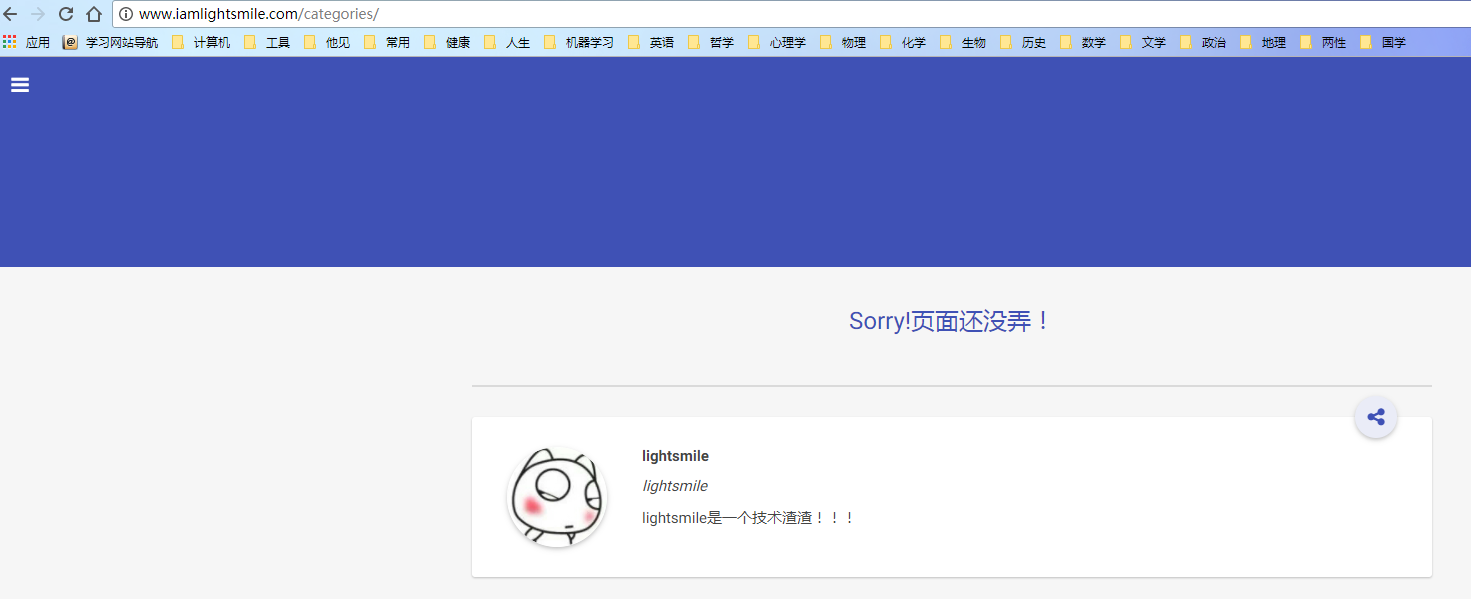 www.iamlightsmile.com/categories/
应用 学习网站导航 计算机 工具 他见 常用 健康 人生 机器学习 英语 哲学 心理学 物理 化学 生物 历史 数学 文学 政治 地理 两性 国学
Sorry!页面还没弄！
lightsmile
lightsmile
lightsmile是一个技术渣渣！！！